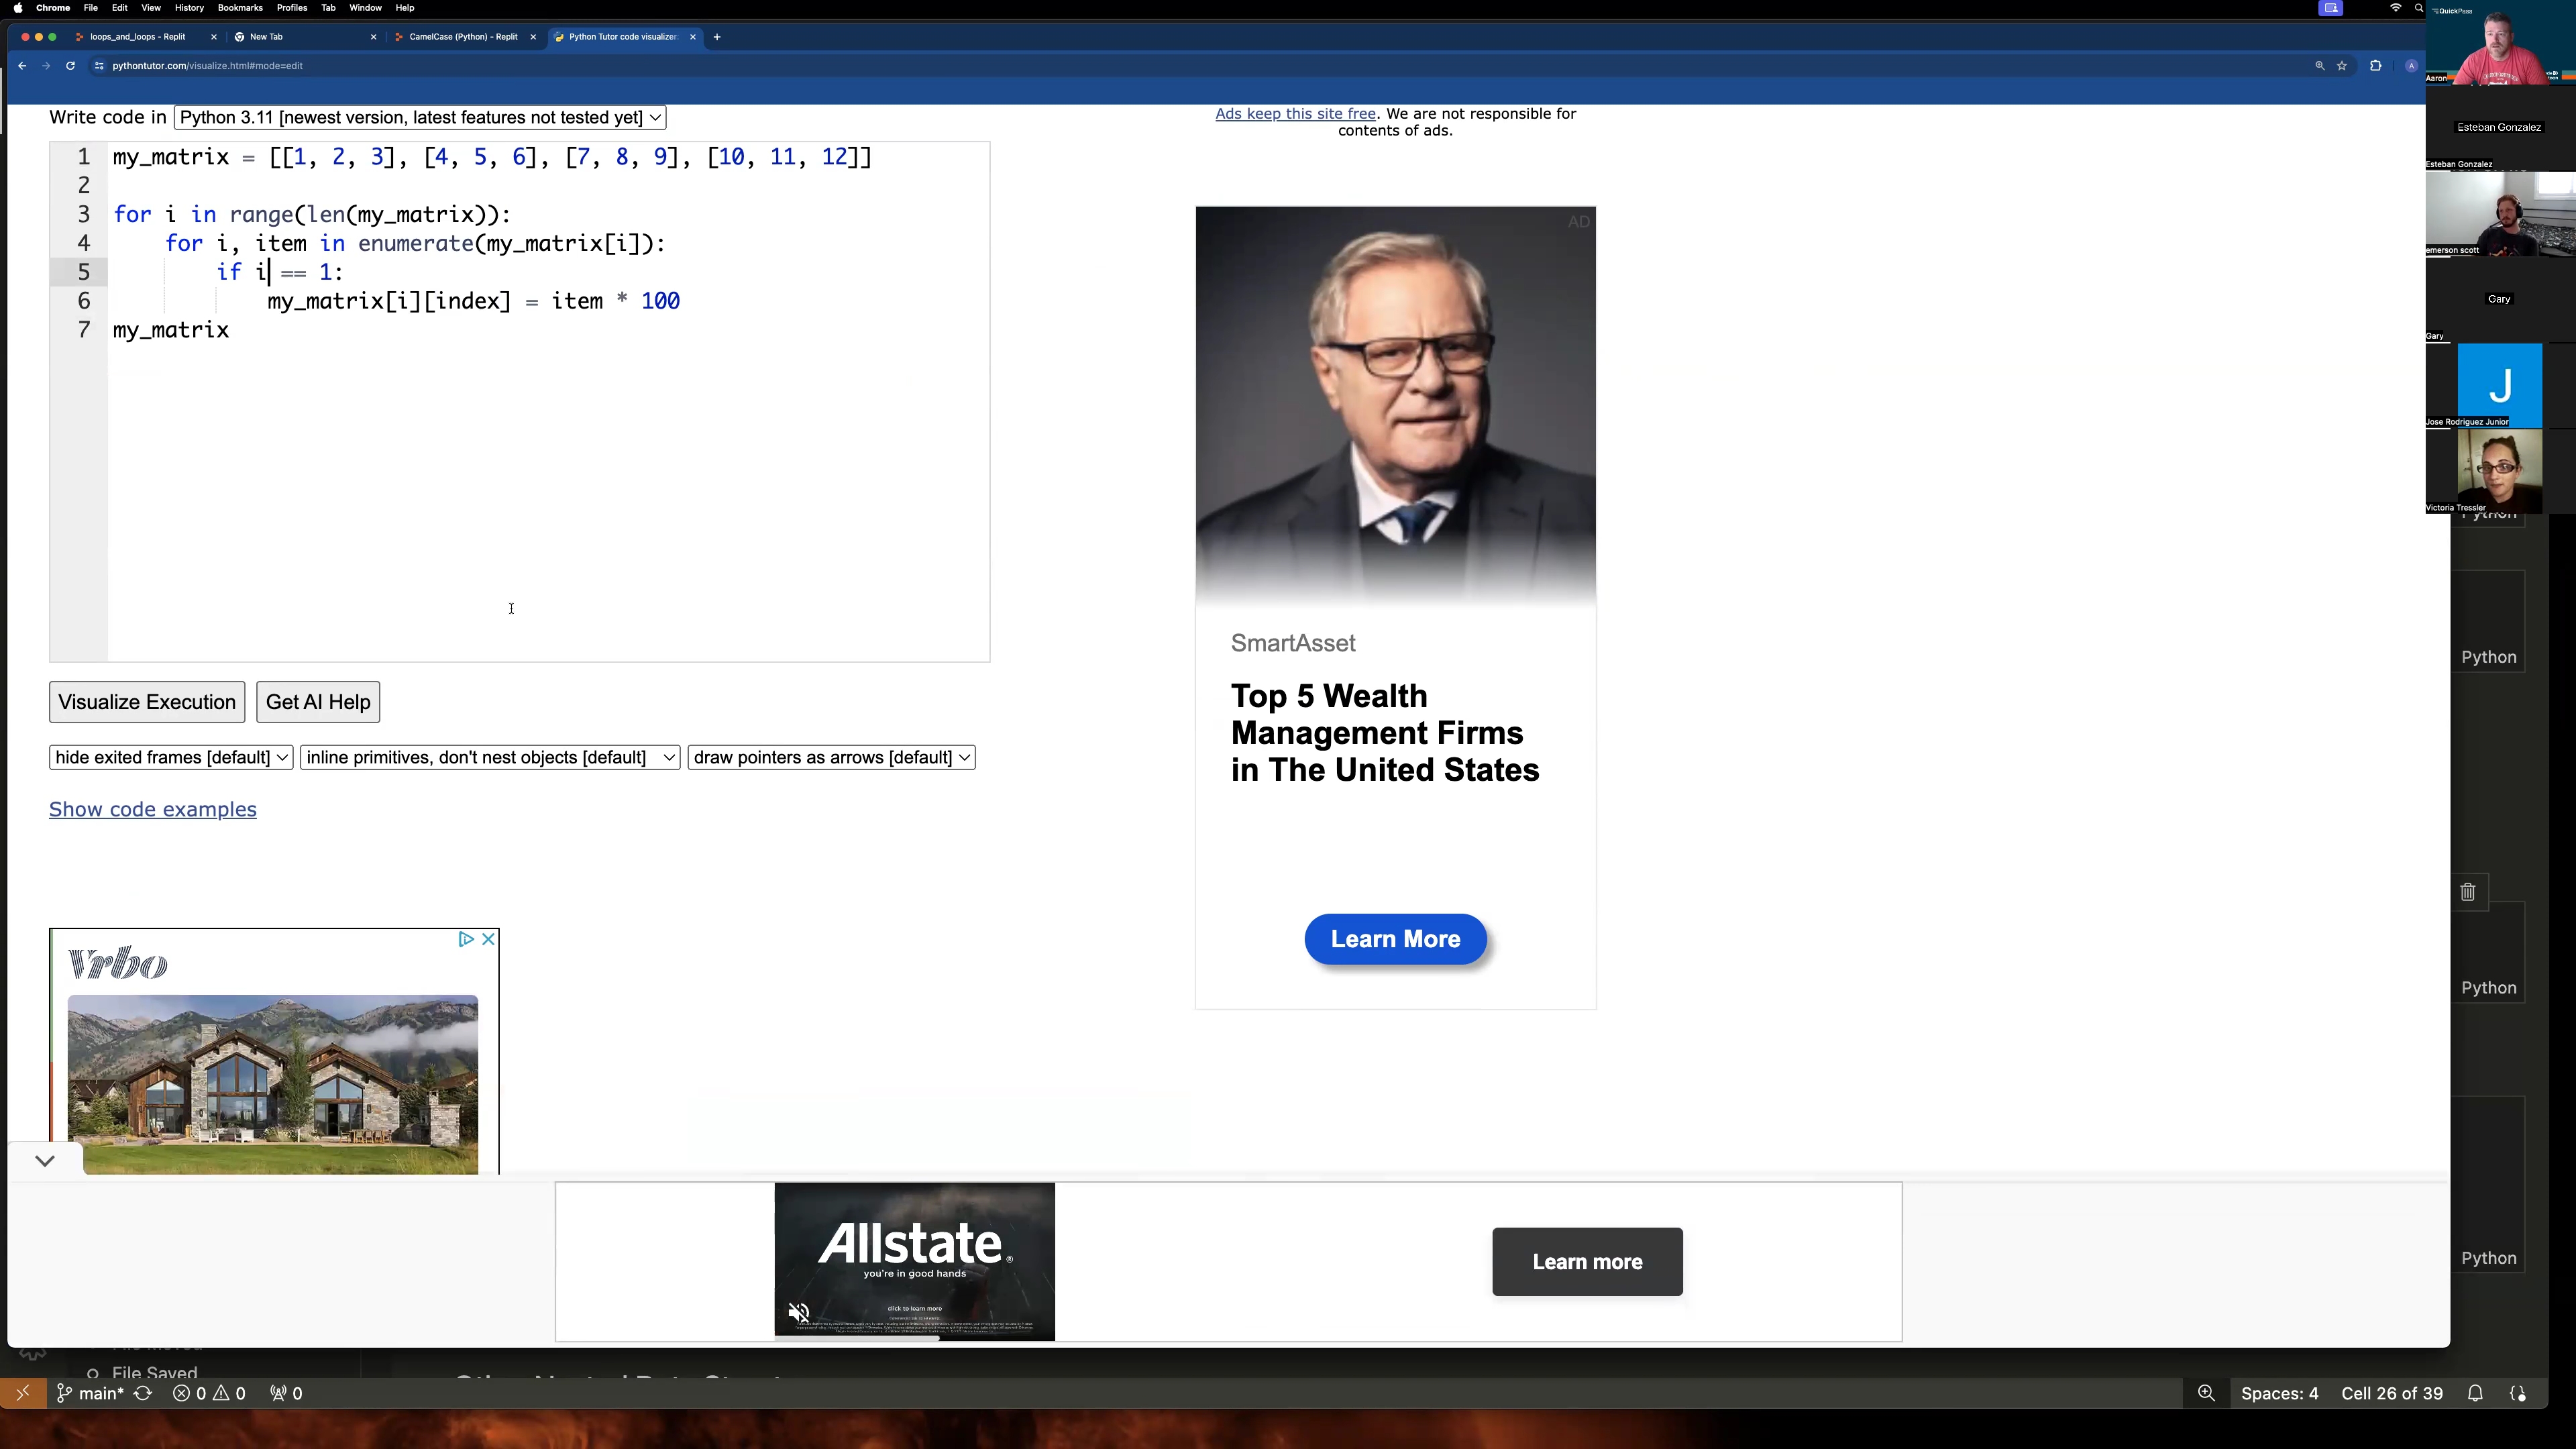 Chrome File Edit View History Bookmarks Profiles Tab Window Help
loops_and_loops - Replit
New Tab
CamelCase (Python) - Replit
Python Tutor code visualizer:
pythontutor.com/visualize.html#mode=edit
Write code in Python 3.11 [newest version, latest features not tested yet]
1 my_matrix = [[1, 2, 3], [4, 5, 6], [7, 8, 9], [10, 11, 12]]
2
3 for i in range(len(my_matrix)):
4 for i, item in enumerate(my_matrix[i]):
5 if i == 1:
6 my_matrix[i][index] = item * 100
7 my_matrix
Visualize Execution
Get AI Help
hide exited frames [default]
inline primitives, don't nest objects [default]
draw pointers as arrows [default]
Show code examples
Vrbo
Ads keep this site free. We are not responsible for
contents of ads.
AD
SmartAsset
Top 5 Wealth
Management Firms
in The United States
Learn More
Allstate
you're in good hands
click to learn more
Learn more
QuickPass
Aaron
Esteban Gonzalez
Esteban Gonzalez
emerson scott
Gary
Gary
J
Jose Rodriguez Junior
Victoria Tressler
Python
Python
Python
Python
File Saved
main* 0 0 0
Spaces: 4 Cell 26 of 39